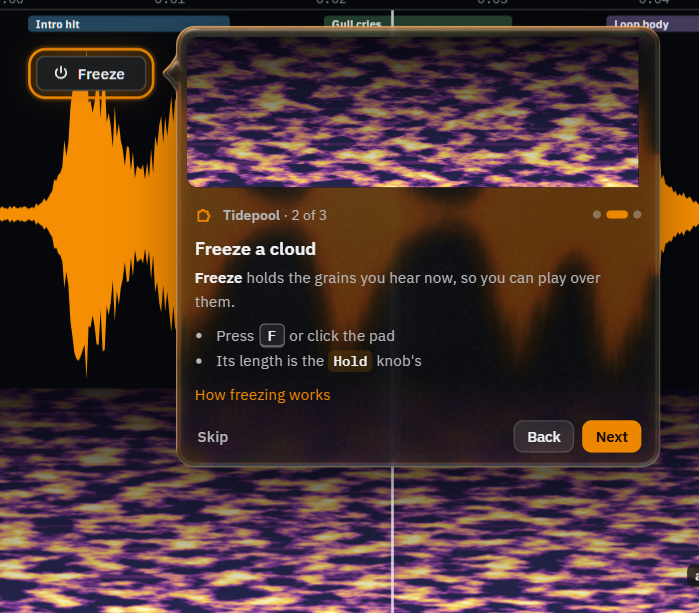 0:01
0:02
0:03
0:04
Intro hit
Gull cries
Loop body
Freeze
Tidepool · 2 of 3
Freeze a cloud
Freeze holds the grains you hear now, so you can play over
them.
• Press F or click the pad
• Its length is the Hold knob's
How freezing works
Skip
Back
Next